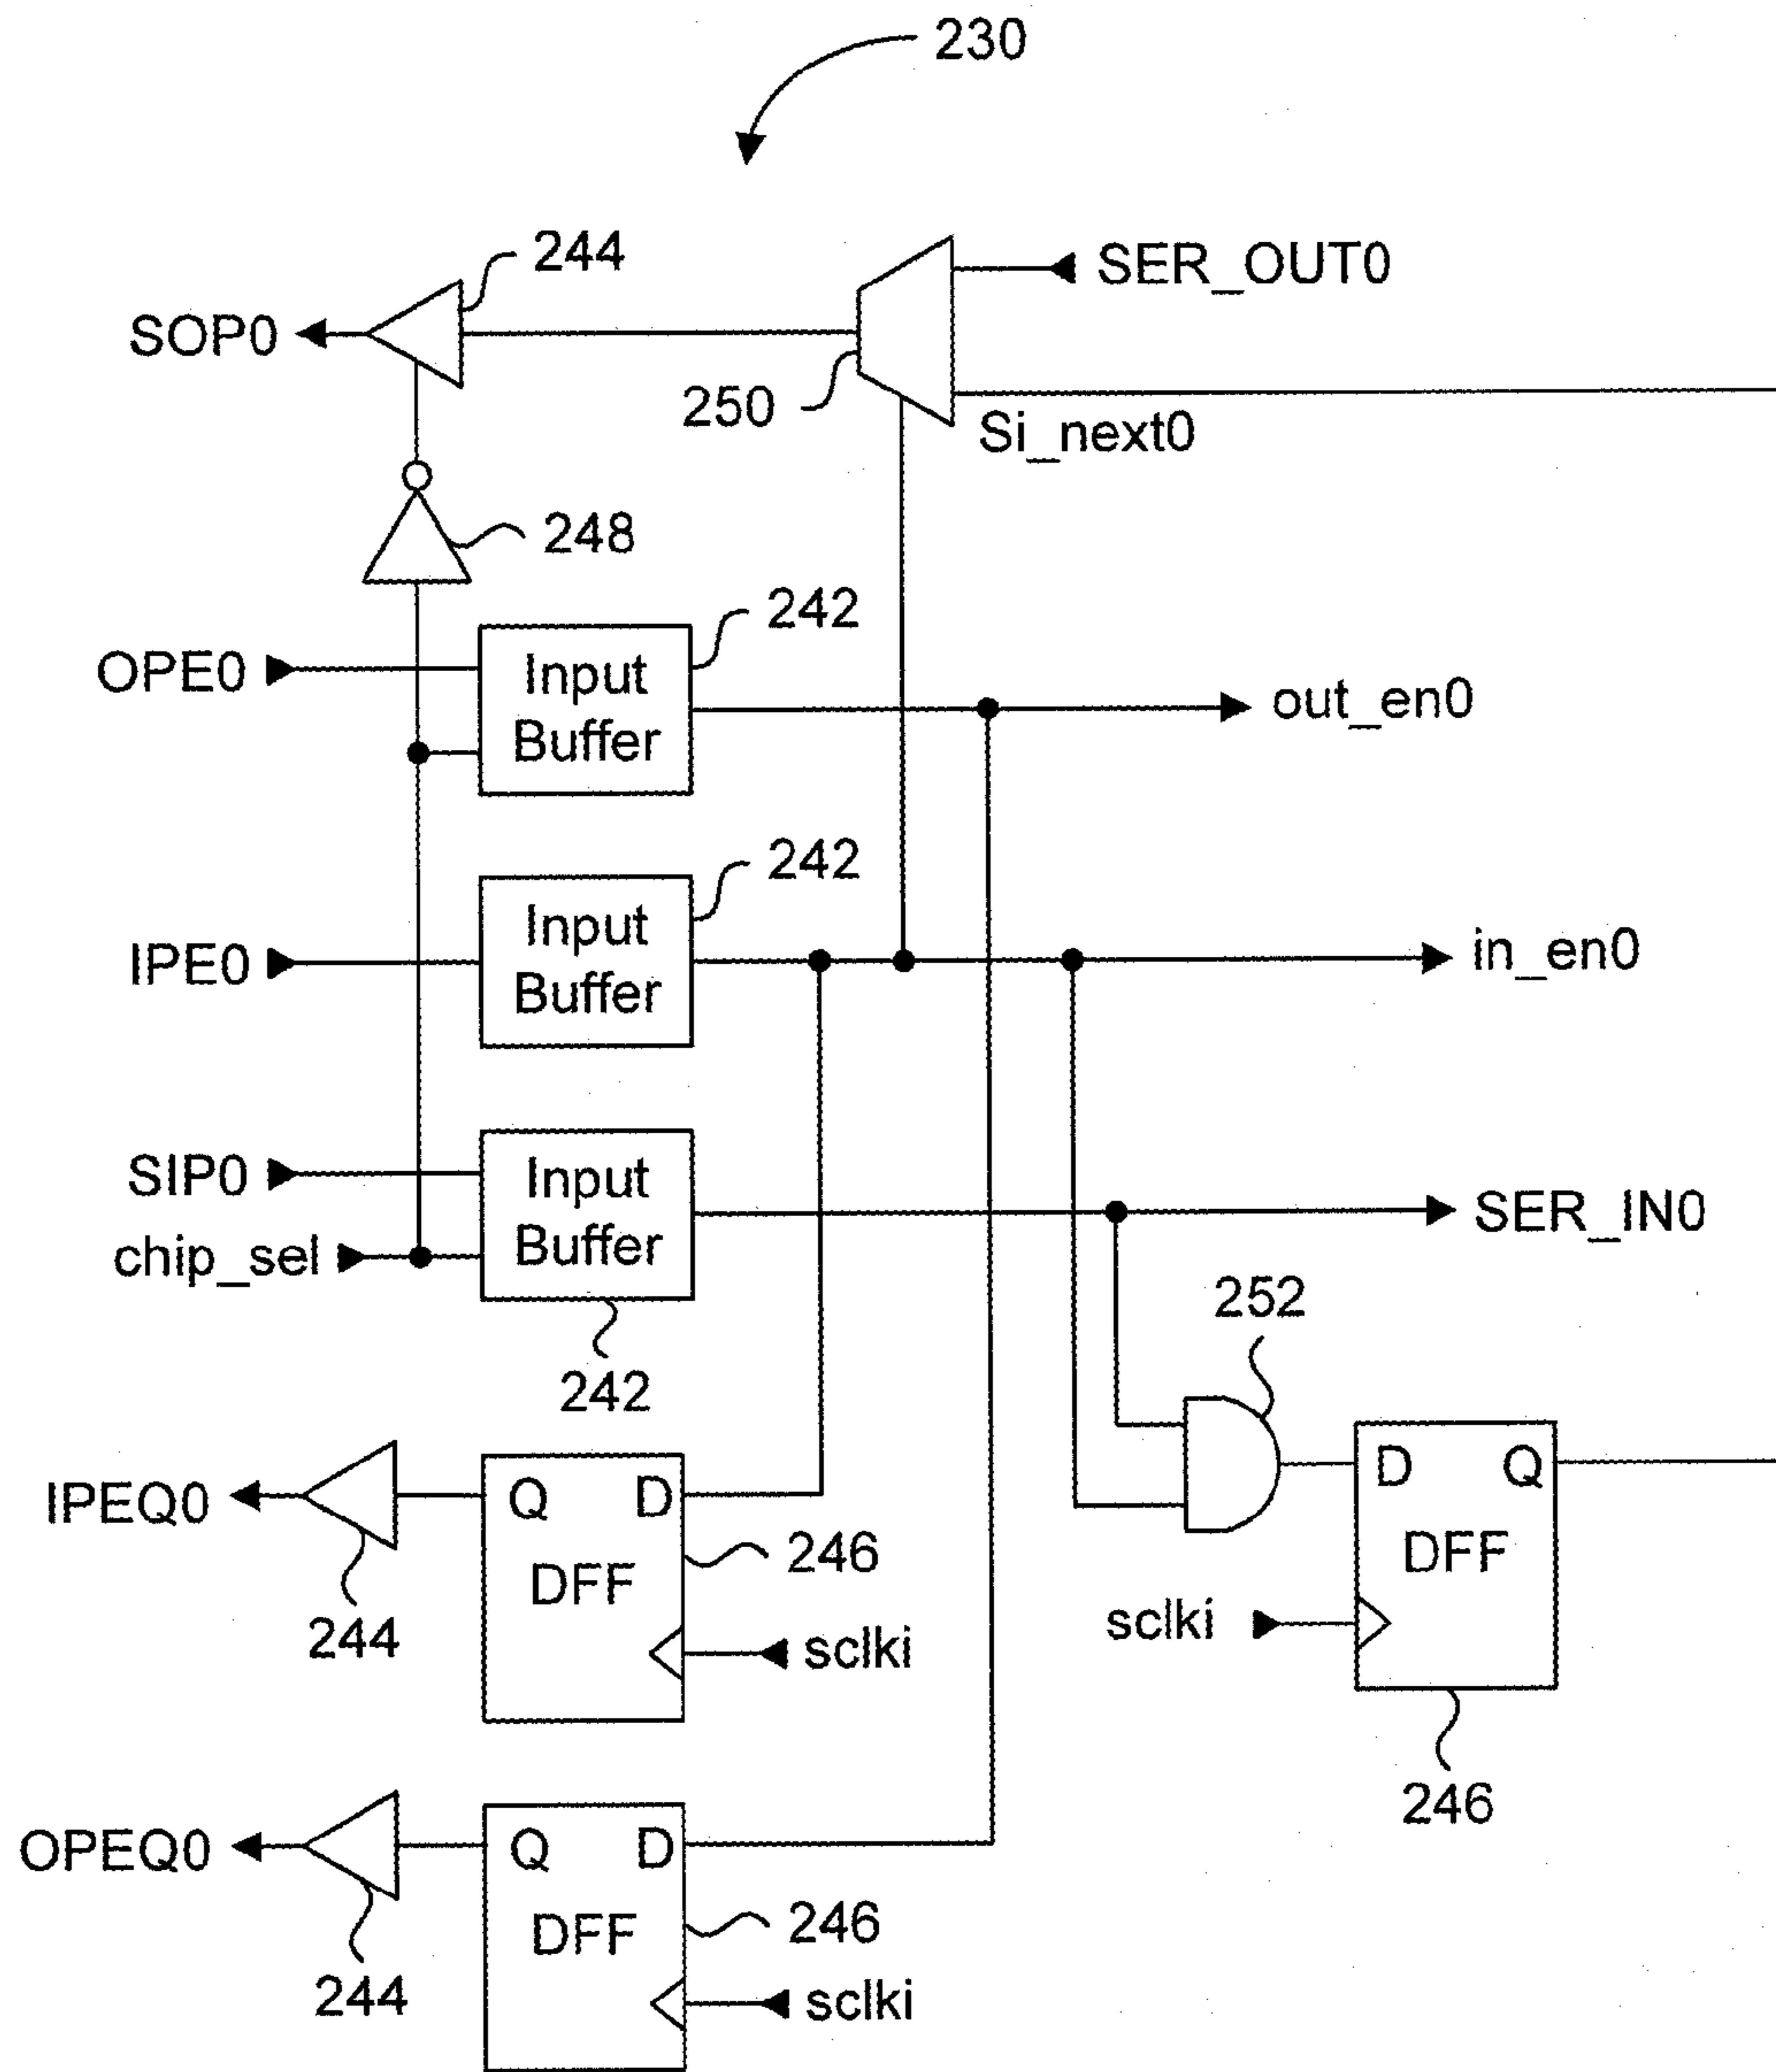 230
244
SER_OUT0
SOP0
250
Si_next0
248
242
OPE0
Input
Buffer
out_en0
242
IPE0
Input
Buffer
in_en0
SIP0
Input
Buffer
SER_IN0
chip_sel
252
242
IPEQ0
Q D
DFF
246
244
sclki
D Q
DFF
sclki
246
OPEQ0
Q D
DFF
246
244
sclki